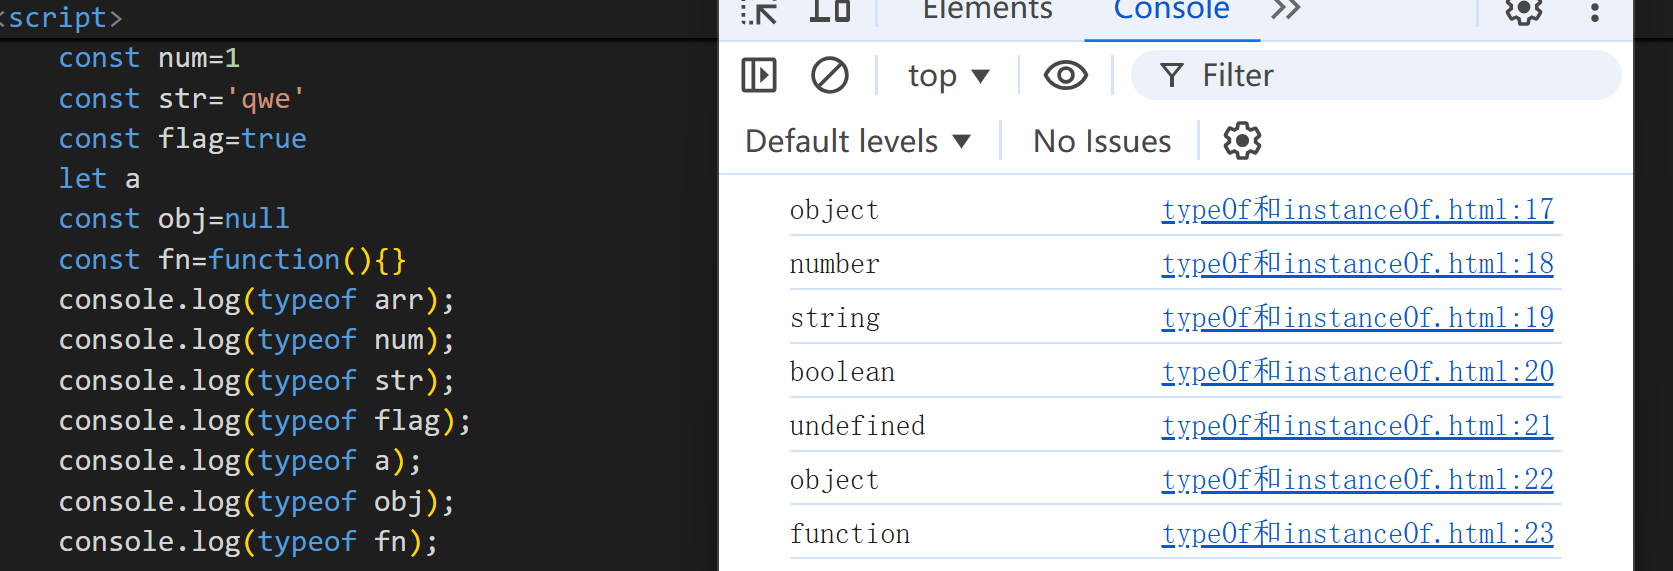 <script>
const num=1
const str='qwe'
const flag=true
let a
const obj=null
const fn=function(){}
console.log(typeof arr);
console.log(typeof num);
console.log(typeof str);
console.log(typeof flag);
console.log(typeof a);
console.log(typeof obj);
console.log(typeof fn);
Elements Console
top Filter
Default levels No Issues
object typeOf和instanceOf.html:17
number typeOf和instanceOf.html:18
string typeOf和instanceOf.html:19
boolean typeOf和instanceOf.html:20
undefined typeOf和instanceOf.html:21
object typeOf和instanceOf.html:22
function typeOf和instanceOf.html:23